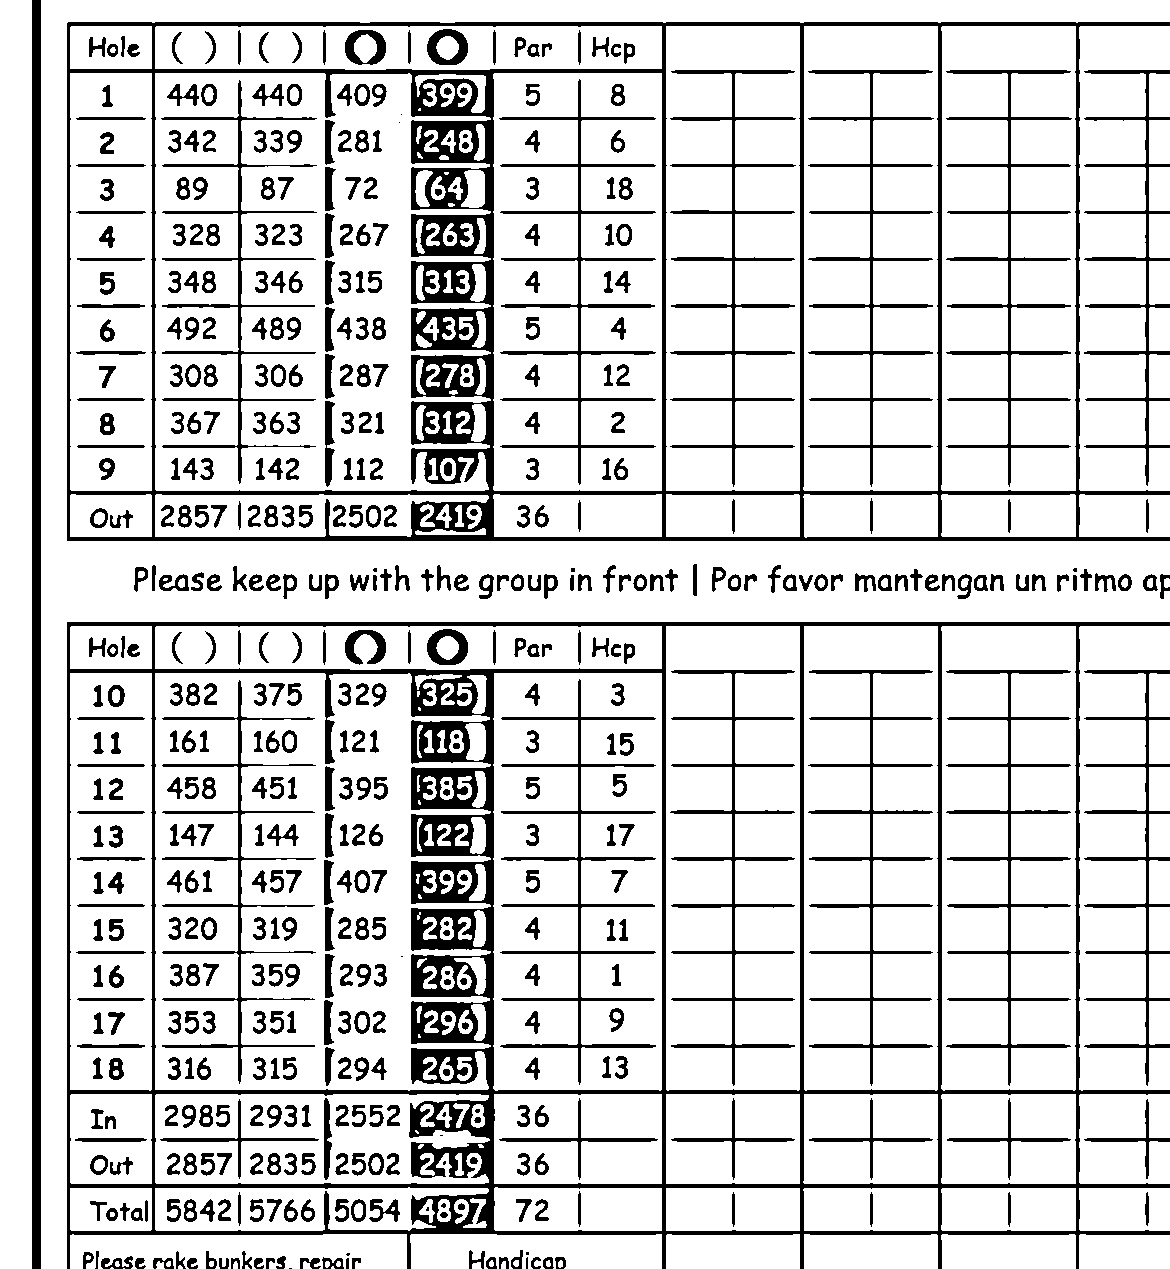 Hole ( ) | ( ) | O | O | Par | Hcp
1 440 440 409 399 5 8
2 342 339 281 248 4 6
3 89 87 72 64 3 18
4 328 323 267 263 4 10
5 348 346 315 313 4 14
6 492 489 438 435 5 4
7 308 306 287 278 4 12
8 367 363 321 312 4 2
9 143 142 112 107 3 16
Out 2857 2835 2502 2419 36
Please keep up with the group in front | Por favor mantengan un ritmo ap
Hole ( ) | ( ) | O | O | Par | Hcp
10 382 375 329 325 4 3
11 161 160 121 118 3 15
12 458 451 395 385 5 5
13 147 144 126 122 3 17
14 461 457 407 399 5 7
15 320 319 285 282 4 11
16 387 359 293 286 4 1
17 353 351 302 296 4 9
18 316 315 294 265 4 13
In 2985 2931 2552 2478 36
Out 2857 2835 2502 2419 36
Total 5842 5766 5054 4897 72
Please rake bunkers, repair
Handicap